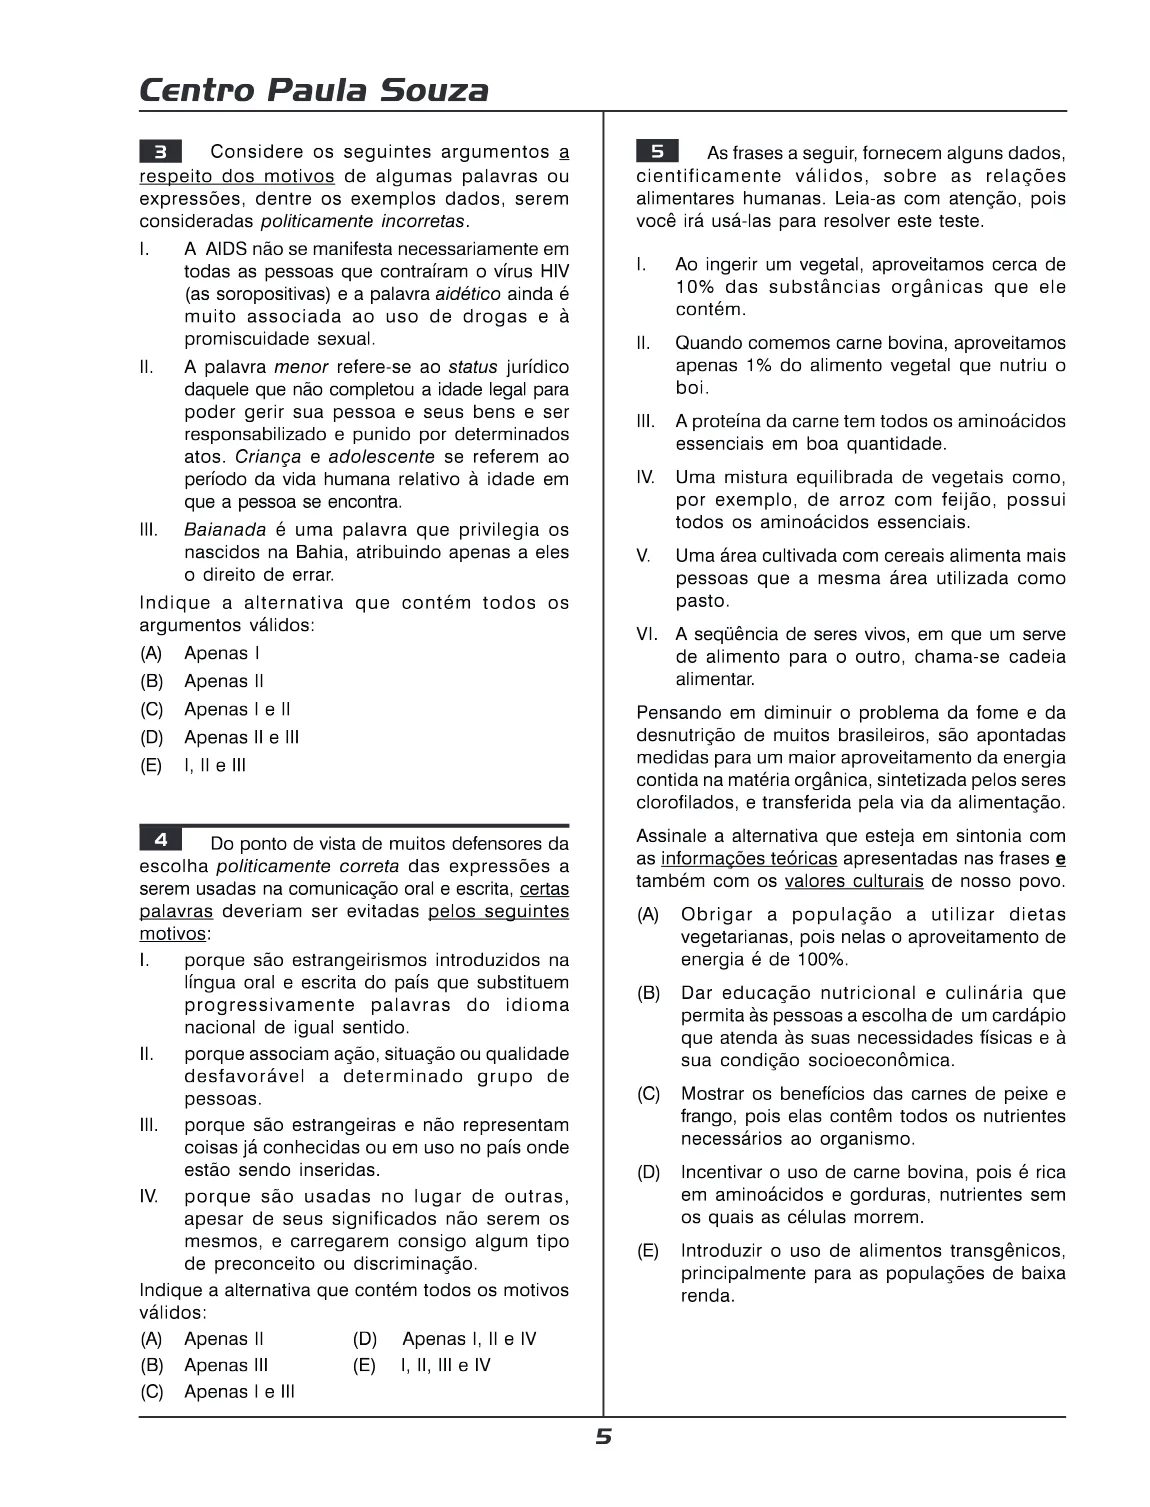 Centro Paula Souza
3 Considere os seguintes argumentos a
respeito dos motivos de algumas palavras ou
expressões, dentre os exemplos dados, serem
consideradas politicamente incorretas.
I. A AIDS não se manifesta necessariamente em
todas as pessoas que contraíram o vírus HIV
(as soropositivas) e a palavra aidético ainda é
muito associada ao uso de drogas e à
promiscuidade sexual.
II. A palavra menor refere-se ao status jurídico
daquele que não completou a idade legal para
poder gerir sua pessoa e seus bens e ser
responsabilizado e punido por determinados
atos. Criança e adolescente se referem ao
período da vida humana relativo à idade em
que a pessoa se encontra.
III. Baianada é uma palavra que privilegia os
nascidos na Bahia, atribuindo apenas a eles
o direito de errar.
Indique a alternativa que contém todos os
argumentos válidos:
(A) Apenas I
(B) Apenas II
(C) Apenas I e II
(D) Apenas II e III
(E) I, II e III
4 Do ponto de vista de muitos defensores da
escolha politicamente correta das expressões a
serem usadas na comunicação oral e escrita, certas
palavras deveriam ser evitadas pelos seguintes
motivos:
I. porque são estrangeirismos introduzidos na
língua oral e escrita do país que substituem
progressivamente palavras do idioma
nacional de igual sentido.
II. porque associam ação, situação ou qualidade
desfavorável a determinado grupo de
pessoas.
III. porque são estrangeiras e não representam
coisas já conhecidas ou em uso no país onde
estão sendo inseridas.
IV. porque são usadas no lugar de outras,
apesar de seus significados não serem os
mesmos, e carregarem consigo algum tipo
de preconceito ou discriminação.
Indique a alternativa que contém todos os motivos
válidos:
(A) Apenas II (D) Apenas I, II e IV
(B) Apenas III (E) I, II, III e IV
(C) Apenas I e III
5 As frases a seguir, fornecem alguns dados,
cientificamente válidos, sobre as relações
alimentares humanas. Leia-as com atenção, pois
você irá usá-las para resolver este teste.
I. Ao ingerir um vegetal, aproveitamos cerca de
10% das substâncias orgânicas que ele
contém.
II. Quando comemos carne bovina, aproveitamos
apenas 1% do alimento vegetal que nutriu o
boi.
III. A proteína da carne tem todos os aminoácidos
essenciais em boa quantidade.
IV. Uma mistura equilibrada de vegetais como,
por exemplo, de arroz com feijão, possui
todos os aminoácidos essenciais.
V. Uma área cultivada com cereais alimenta mais
pessoas que a mesma área utilizada como
pasto.
VI. A seqüência de seres vivos, em que um serve
de alimento para o outro, chama-se cadeia
alimentar.
Pensando em diminuir o problema da fome e da
desnutrição de muitos brasileiros, são apontadas
medidas para um maior aproveitamento da energia
contida na matéria orgânica, sintetizada pelos seres
clorofilados, e transferida pela via da alimentação.
Assinale a alternativa que esteja em sintonia com
as informações teóricas apresentadas nas frases e
também com os valores culturais de nosso povo.
(A) Obrigar a população a utilizar dietas
vegetarianas, pois nelas o aproveitamento de
energia é de 100%.
(B) Dar educação nutricional e culinária que
permita às pessoas a escolha de um cardápio
que atenda às suas necessidades físicas e à
sua condição socioeconômica.
(C) Mostrar os benefícios das carnes de peixe e
frango, pois elas contêm todos os nutrientes
necessários ao organismo.
(D) Incentivar o uso de carne bovina, pois é rica
em aminoácidos e gorduras, nutrientes sem
os quais as células morrem.
(E) Introduzir o uso de alimentos transgênicos,
principalmente para as populações de baixa
renda.
5